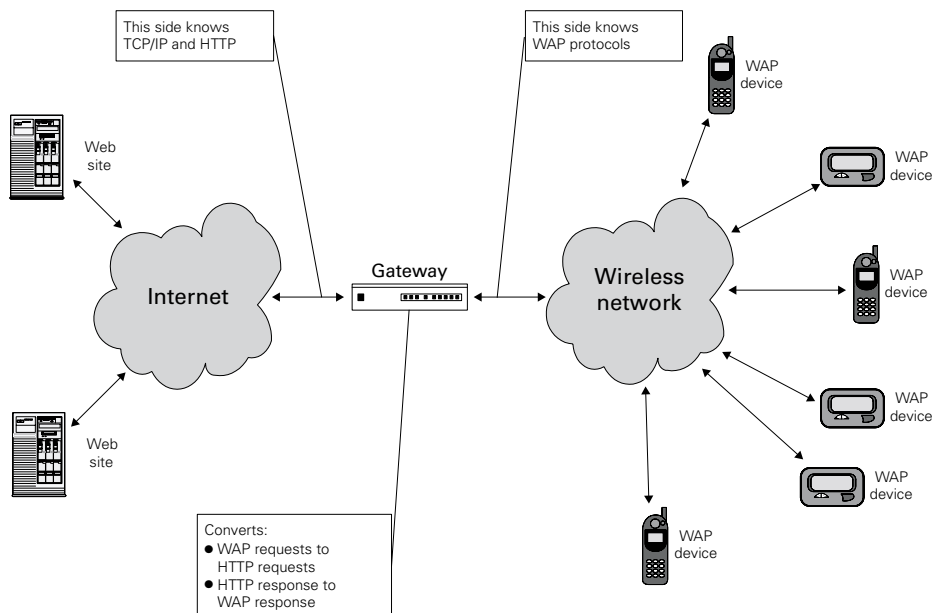 This side knows
TCP/IP and HTTP
This side knows
WAP protocols
WAP
device
Web
site
WAP
device
Gateway
Internet
Wireless
network
WAP
device
WAP
device
Web
site
WAP
device
WAP
device
Converts:
● WAP requests to
HTTP requests
● HTTP response to
WAP response